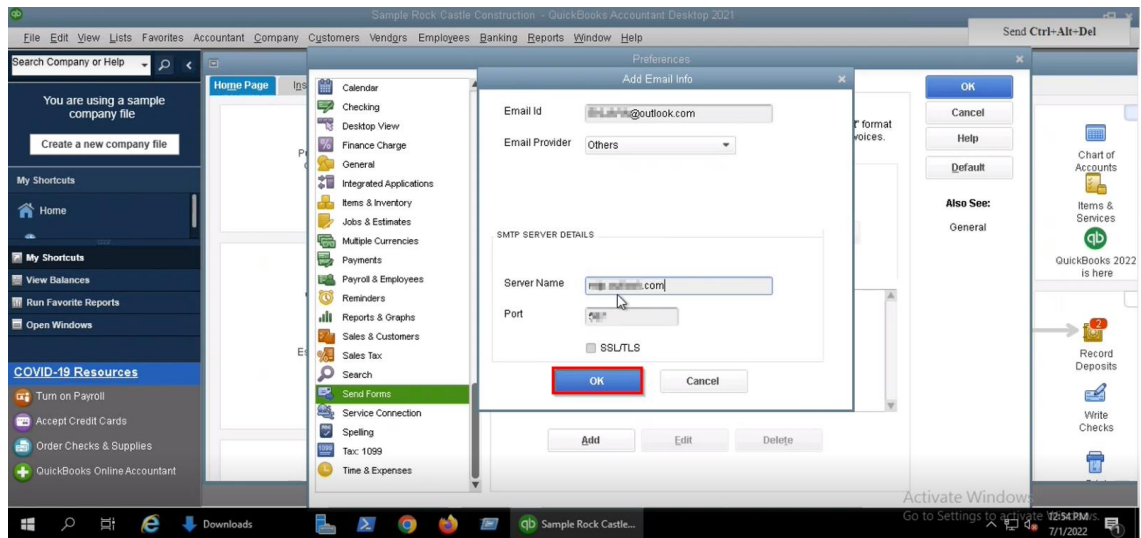 Sample Rock Castle Construction - QuickBooks Accountant Desktop 2021
Send Ctrl+Alt+Del
File Edit View Lists Favorites Accountant Company Customers Vendors Employees Banking Reports Window Help
Search Company or Help
You are using a sample
company file
Create a new company file
My Shortcuts
Home
My Shortcuts
View Balances
Run Favorite Reports
Open Windows
COVID-19 Resources
Turn on Payroll
Accept Credit Cards
Order Checks & Supplies
QuickBooks Online Accountant
Home Page
Ins
Preferences
Calendar
Checking
Desktop View
Finance Charge
General
Integrated Applications
Items & Inventory
Jobs & Estimates
Multiple Currencies
Payments
Payroll & Employees
Reminders
Reports & Graphs
Sales & Customers
Sales Tax
Search
Send Forms
Service Connection
Spelling
Tax: 1099
Time & Expenses
Add Email Info
Email Id
@outlook.com
Email Provider
Others
SMTP SERVER DETAILS
Server Name
.com
Port
SSL/TLS
OK
Cancel
format
voices.
Add
Edit
Delete
OK
Cancel
Help
Default
Also See:
General
Chart of
Accounts
Items &
Services
QuickBooks 2022
is here
2
Record
Deposits
Write
Checks
Activate Windows
Go to Settings to activate
Downloads
Sample Rock Castle...
12:54 PM
7/1/2022